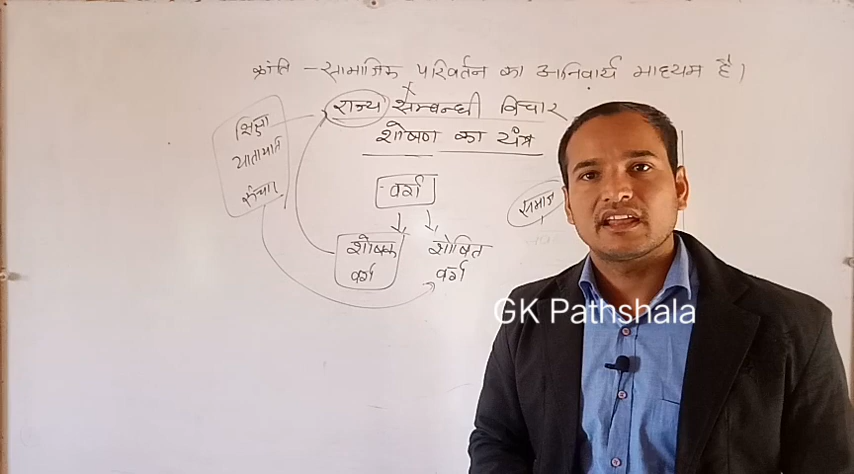 क्रांति - सामाजिक परिवर्तन का अनिवार्य माध्यम है।
राज्य सम्बन्धी विचार
शोषण का यंत्र
शिक्षा
यातायात
संचार
वर्ग
समाज
शोषक
वर्ग
शोषित
वर्ग
GK Pathshala